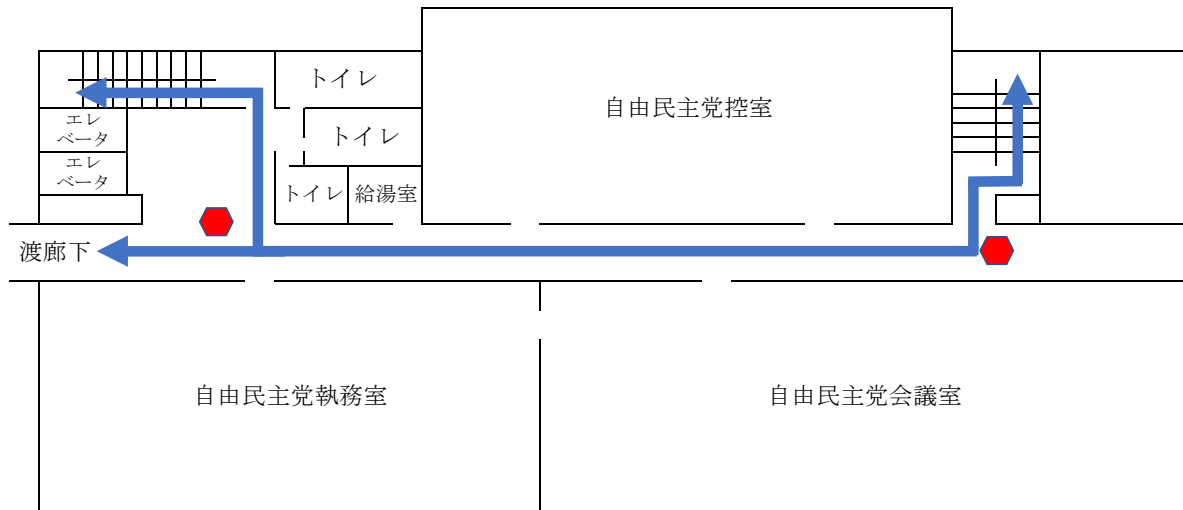 トイレ
自由民主党控室
エレ
ベータ
トイレ
エレ
ベータ
トイレ
給湯室
渡廊下
自由民主党執務室
自由民主党会議室